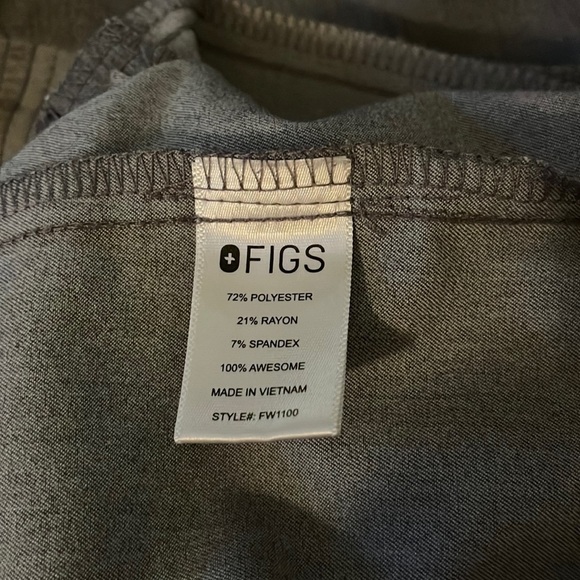 FIGS
72% POLYESTER
21% RAYON
7% SPANDEX
100% AWESOME
MADE IN VIETNAM
STYLE#: FW1100